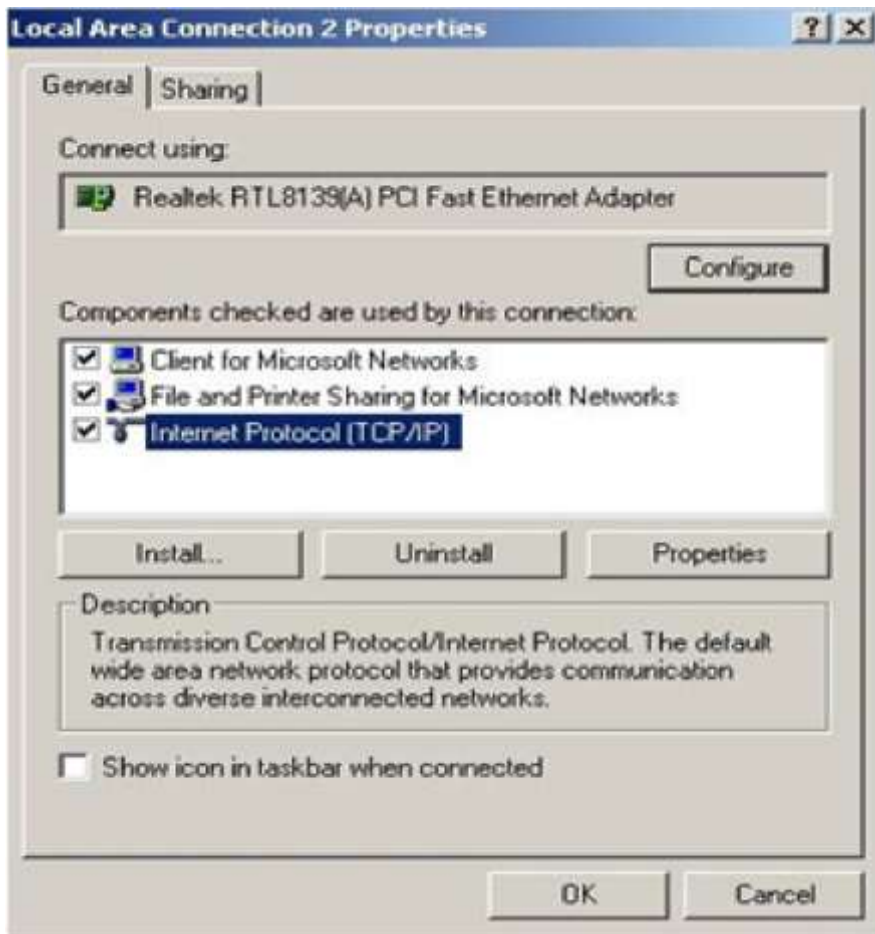 Local Area Connection 2 Properties
General
Sharing
Connect using:
Realtek RTL8139(A) PCI Fast Ethernet Adapter
Configure
Components checked are used by this connection:
Client for Microsoft Networks
File and Printer Sharing for Microsoft Networks
Internet Protocol (TCP/IP)
Install...
Uninstall
Properties
Description
Transmission Control Protocol/Internet Protocol. The default
wide area network protocol that provides communication
across diverse interconnected networks.
Show icon in taskbar when connected
OK
Cancel